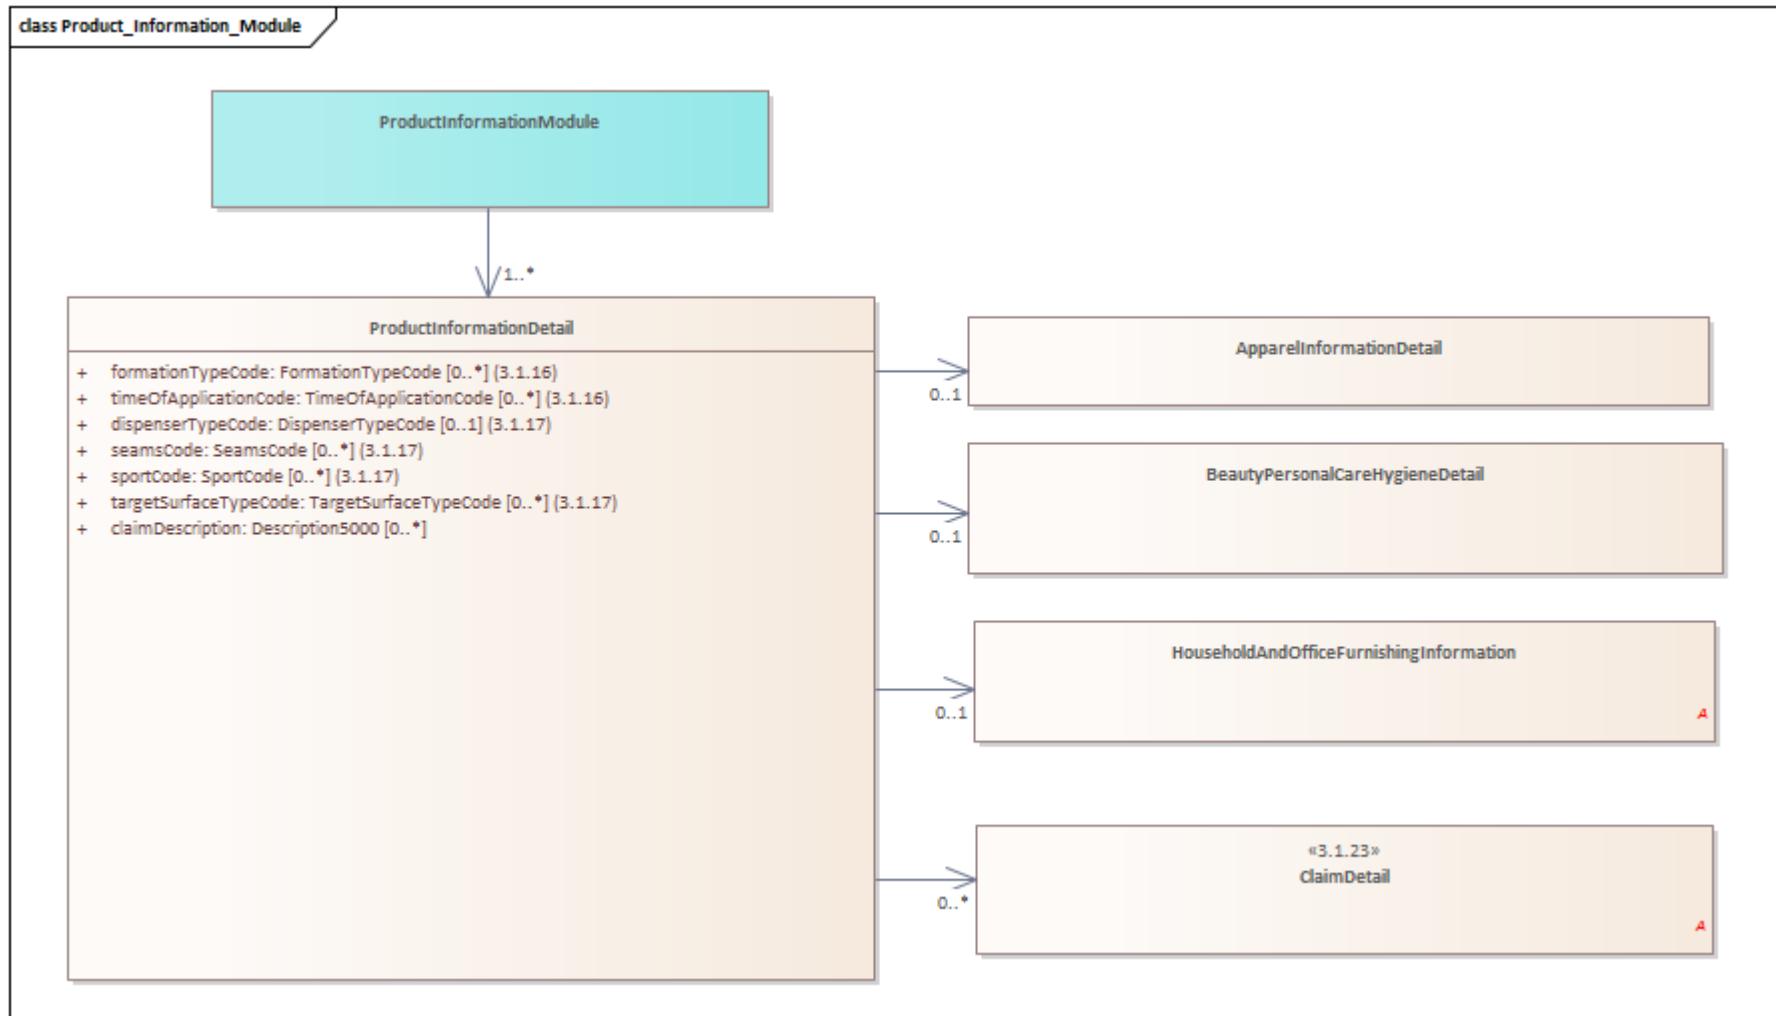 class Product_Information_Module
ProductInformationModule
1..*
ProductInformationDetail
+ formationTypeCode: FormationTypeCode [0..*] (3.1.16)
+ timeOfApplicationCode: TimeOfApplicationCode [0..*] (3.1.16)
+ dispenserTypeCode: DispenserTypeCode [0..1] (3.1.17)
+ seamsCode: SeamsCode [0..*] (3.1.17)
+ sportCode: SportCode [0..*] (3.1.17)
+ targetSurfaceTypeCode: TargetSurfaceTypeCode [0..*] (3.1.17)
+ claimDescription: Description5000 [0..*]
ApparelInformationDetail
0..1
BeautyPersonalCareHygieneDetail
0..1
HouseholdAndOfficeFurnishingInformation
0..1
A
«3.1.23»
ClaimDetail
0..*
A